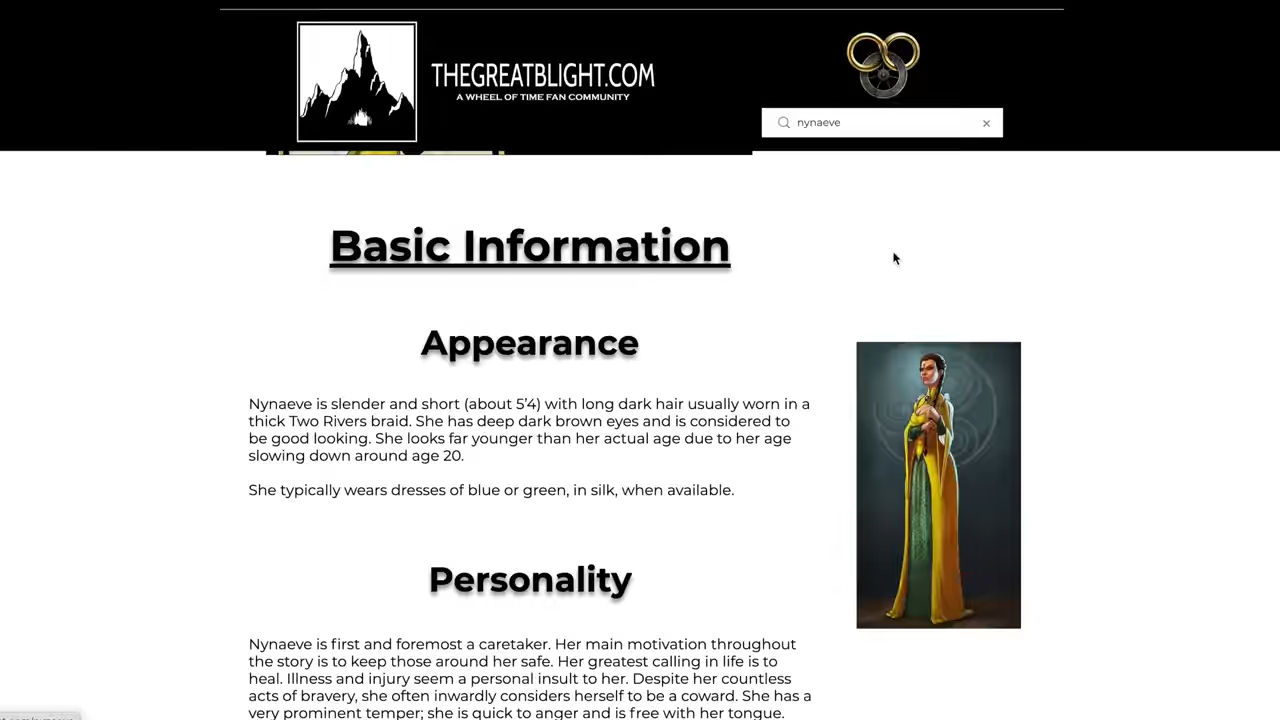 THEGREATBLIGHT.COM
A WHEEL OF TIME FAN COMMUNITY
nynaeve
Basic Information
Appearance
Nynaeve is slender and short (about 5'4) with long dark hair usually worn in a
thick Two Rivers braid. She has deep dark brown eyes and is considered to
be good looking. She looks far younger than her actual age due to her age
slowing down around age 20.
She typically wears dresses of blue or green, in silk, when available.
Personality
Nynaeve is first and foremost a caretaker. Her main motivation throughout
the story is to keep those around her safe. Her greatest calling in life is to
heal. Illness and injury seem a personal insult to her. Despite her countless
acts of bravery, she often inwardly considers herself to be a coward. She has a
very prominent temper; she is quick to anger and is free with her tongue.